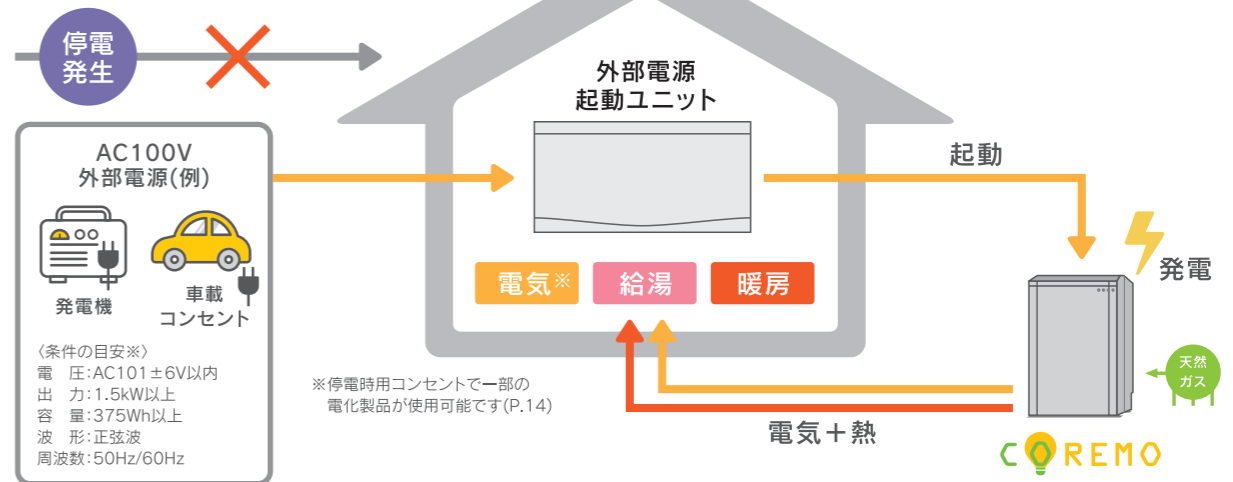 停電
発生
AC100V
外部電源(例)
発電機
車載
コンセント
〈条件の目安※〉
電　圧:AC101±6V以内
出　力:1.5kW以上
容　量:375Wh以上
波　形:正弦波
周波数:50Hz/60Hz
外部電源
起動ユニット
電気※
給湯
暖房
※停電時用コンセントで一部の
電化製品が使用可能です(P.14)
起動
発電
天然
ガス
電気＋熱
COREMO